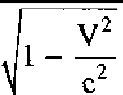 √(1 − V²/c²)